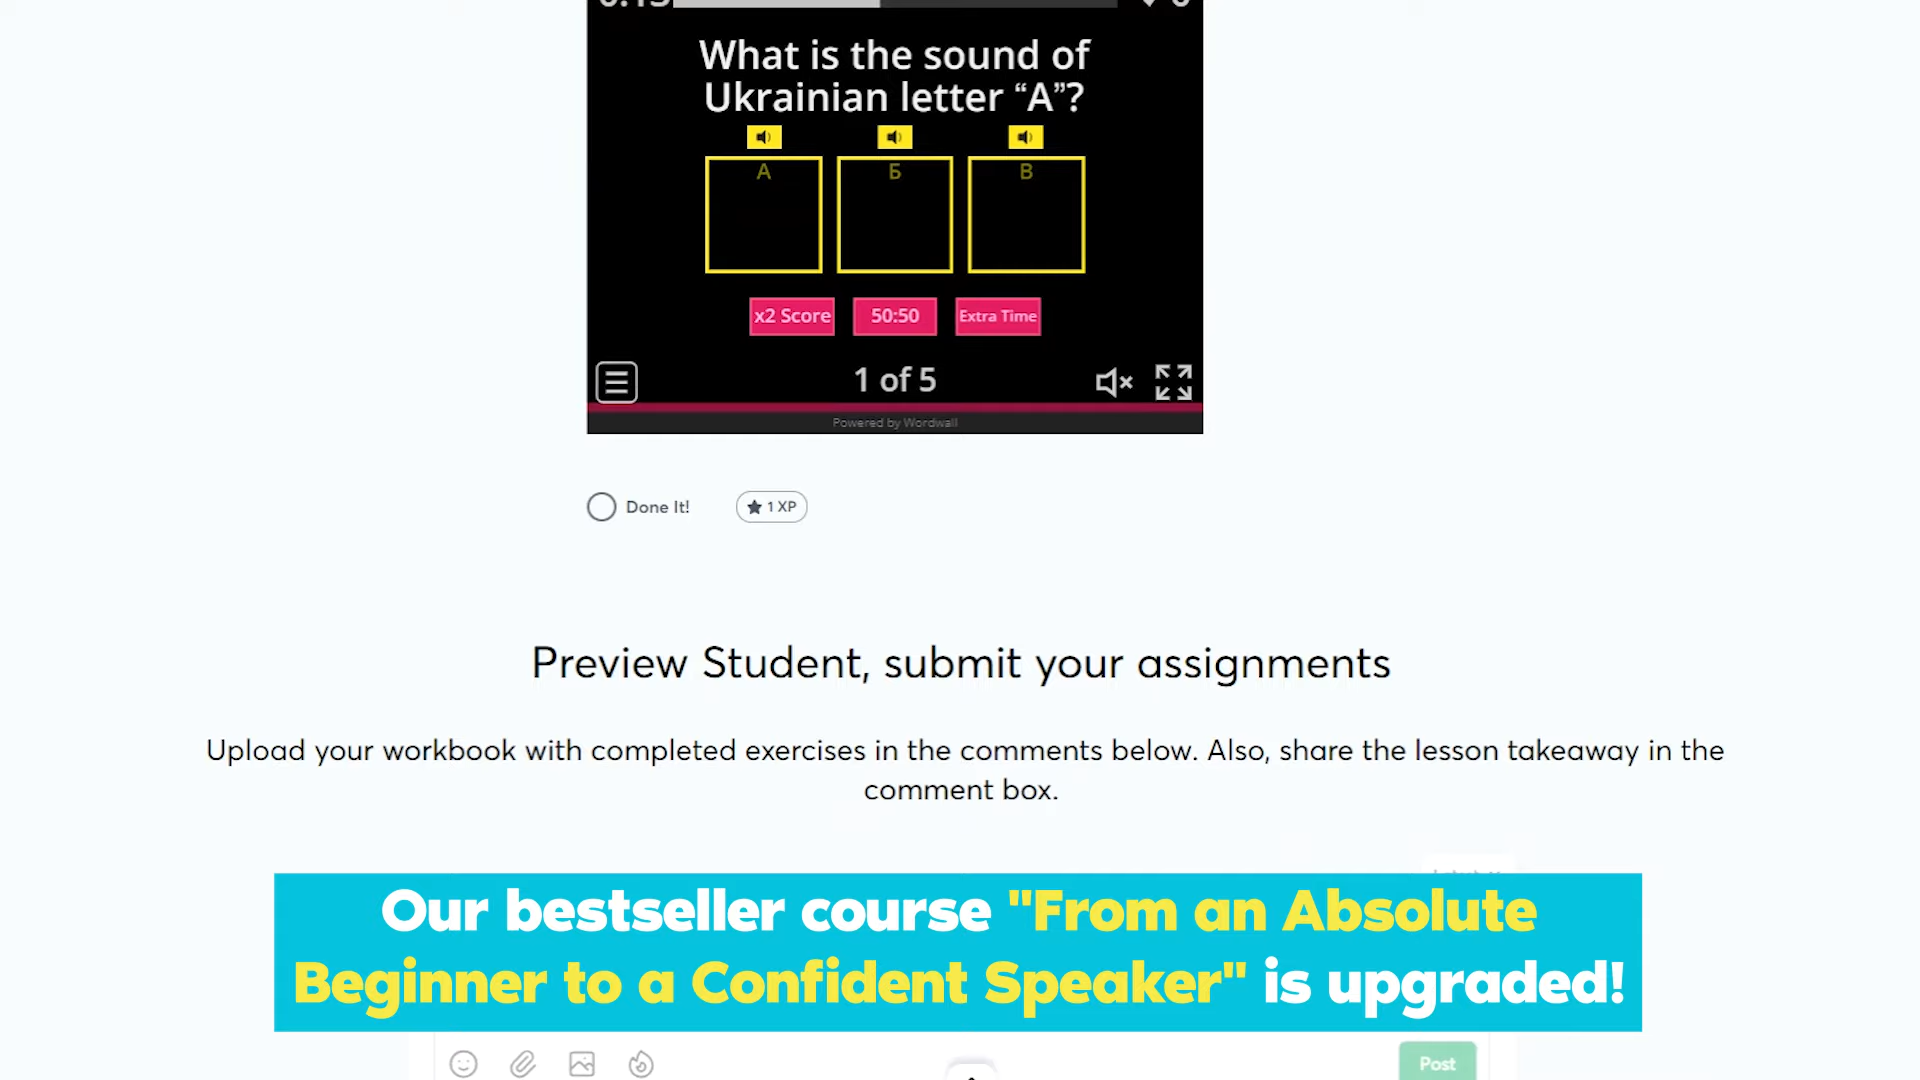 What is the sound of
Ukrainian letter “А”?
А Б В
x2 Score 50:50 Extra Time
1 of 5
Powered by Wordwall
Done It! 1 XP
Preview Student, submit your assignments
Upload your workbook with completed exercises in the comments below. Also, share the lesson takeaway in the
comment box.
Our bestseller course "From an Absolute
Beginner to a Confident Speaker" is upgraded!
Post